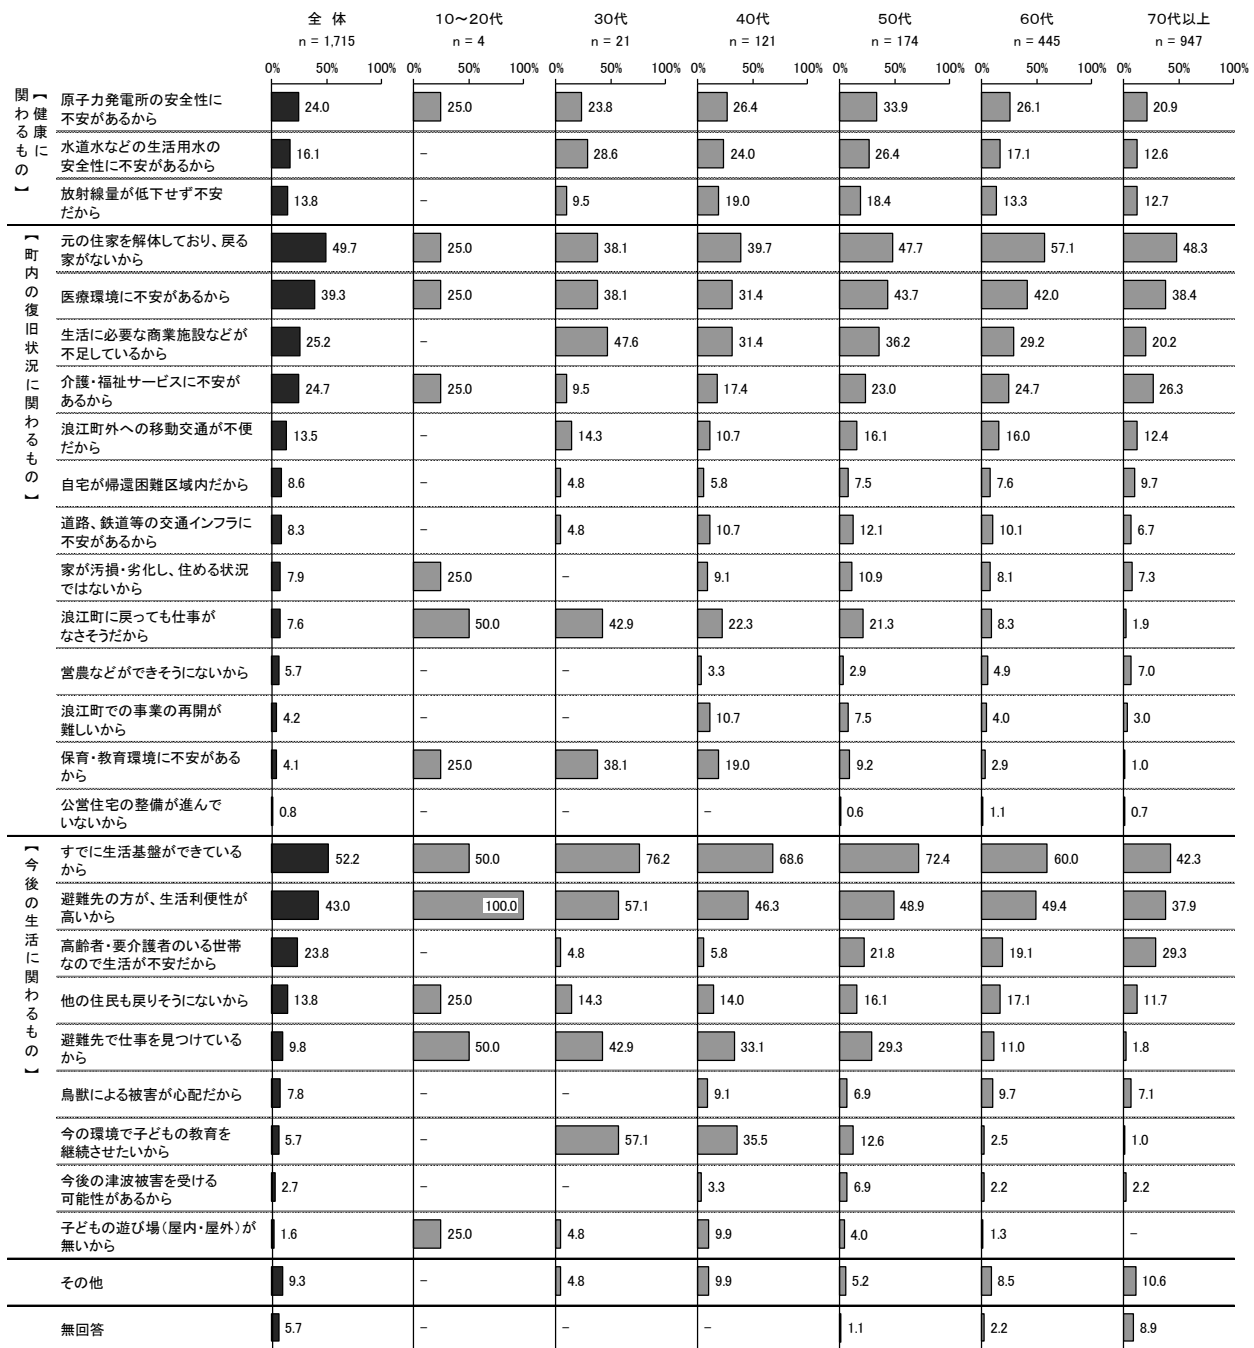 全 体 10～20代 30代 40代 50代 60代 70代以上
n = 1,715 n = 4 n = 21 n = 121 n = 174 n = 445 n = 947
0% 50% 100% 0% 50% 100% 0% 50% 100% 0% 50% 100% 0% 50% 100% 0% 50% 100% 0% 50% 100%
【健康に
関わるもの】
原子力発電所の安全性に
不安があるから
24.0 25.0 23.8 26.4 33.9 26.1 20.9
水道水などの生活用水の
安全性に不安があるから
16.1 － 28.6 24.0 26.4 17.1 12.6
放射線量が低下せず不安
だから
13.8 － 9.5 19.0 18.4 13.3 12.7
【町内の復旧状況に関わるもの】
元の住家を解体しており、戻る
家がないから
49.7 25.0 38.1 39.7 47.7 57.1 48.3
医療環境に不安があるから
39.3 25.0 38.1 31.4 43.7 42.0 38.4
生活に必要な商業施設などが
不足しているから
25.2 － 47.6 31.4 36.2 29.2 20.2
介護・福祉サービスに不安が
あるから
24.7 25.0 9.5 17.4 23.0 24.7 26.3
浪江町外への移動交通が不便
だから
13.5 － 14.3 10.7 16.1 16.0 12.4
自宅が帰還困難区域内だから
8.6 － 4.8 5.8 7.5 7.6 9.7
道路、鉄道等の交通インフラに
不安があるから
8.3 － 4.8 10.7 12.1 10.1 6.7
家が汚損・劣化し、住める状況
ではないから
7.9 25.0 － 9.1 10.9 8.1 7.3
浪江町に戻っても仕事が
なさそうだから
7.6 50.0 42.9 22.3 21.3 8.3 1.9
営農などができそうにないから
5.7 － － 3.3 2.9 4.9 7.0
浪江町での事業の再開が
難しいから
4.2 － － 10.7 7.5 4.0 3.0
保育・教育環境に不安がある
から
4.1 25.0 38.1 19.0 9.2 2.9 1.0
公営住宅の整備が進んで
いないから
0.8 － － － 0.6 1.1 0.7
【今後の生活に関わるもの】
すでに生活基盤ができている
から
52.2 50.0 76.2 68.6 72.4 60.0 42.3
避難先の方が、生活利便性が
高いから
43.0 100.0 57.1 46.3 48.9 49.4 37.9
高齢者・要介護者のいる世帯
なので生活が不安だから
23.8 － 4.8 5.8 21.8 19.1 29.3
他の住民も戻りそうにないから
13.8 25.0 14.3 14.0 16.1 17.1 11.7
避難先で仕事を見つけている
から
9.8 50.0 42.9 33.1 29.3 11.0 1.8
鳥獣による被害が心配だから
7.8 － － 9.1 6.9 9.7 7.1
今の環境で子どもの教育を
継続させたいから
5.7 － 57.1 35.5 12.6 2.5 1.0
今後の津波被害を受ける
可能性があるから
2.7 － － 3.3 6.9 2.2 2.2
子どもの遊び場（屋内・屋外）が
無いから
1.6 25.0 4.8 9.9 4.0 1.3 －
その他
9.3 － 4.8 9.9 5.2 8.5 10.6
無回答
5.7 － － － 1.1 2.2 8.9